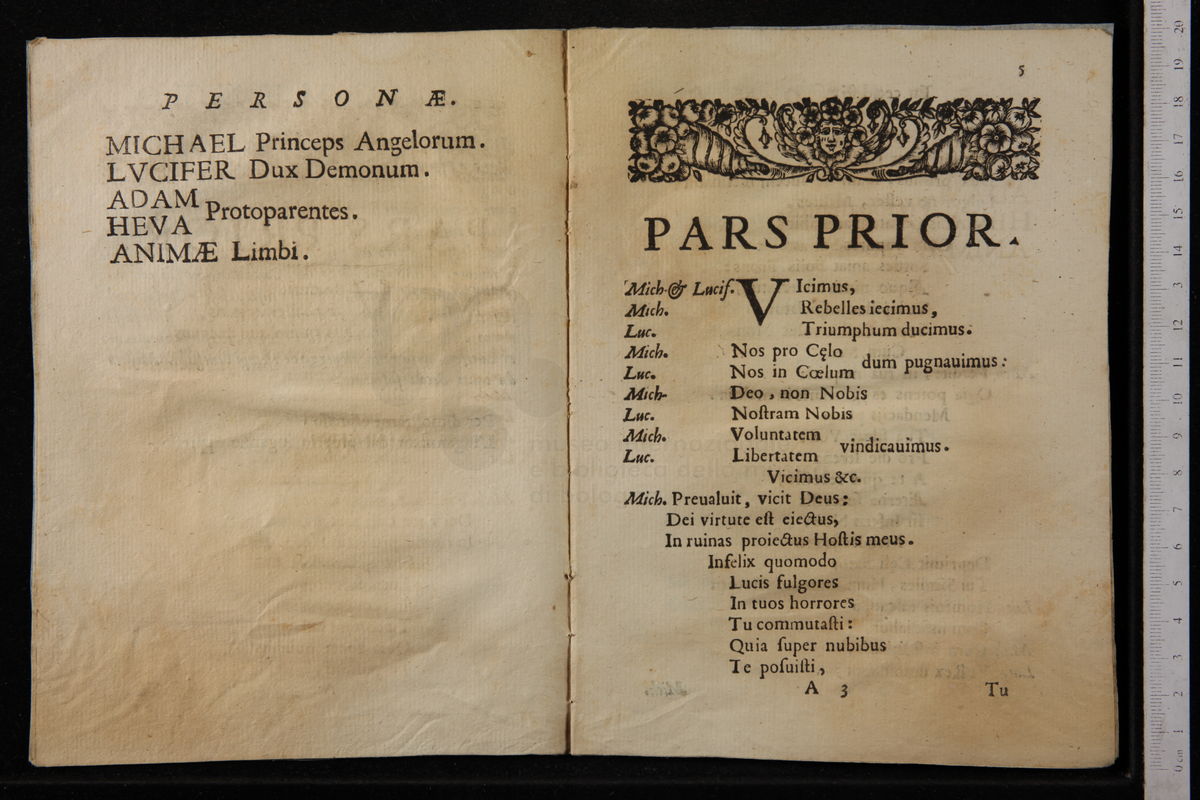 PERSONÆ.
MICHAEL Princeps Angelorum.
LVCIFER Dux Demonum.
ADAM
HEVA Protoparentes.
ANIMÆ Limbi.
5
PARS PRIOR.
Mich. & Lucif. VIcimus,
Mich. Rebelles iecimus,
Luc. Triumphum ducimus.
Mich. Nos pro Cęlo
Luc. Nos in Cœlum dum pugnauimus:
Mich. Deo, non Nobis
Luc. Noſtram Nobis
Mich. Voluntatem
Luc. Libertatem vindicauimus.
Vicimus &c.
Mich. Preualuit, vicit Deus:
Dei virtute eſt eiectus,
In ruinas proiectus Hoſtis meus.
Infelix quomodo
Lucis fulgores
In tuos horrores
Tu commutaſti:
Quia ſuper nubibus
Te poſuiſti,
A 3 Tu